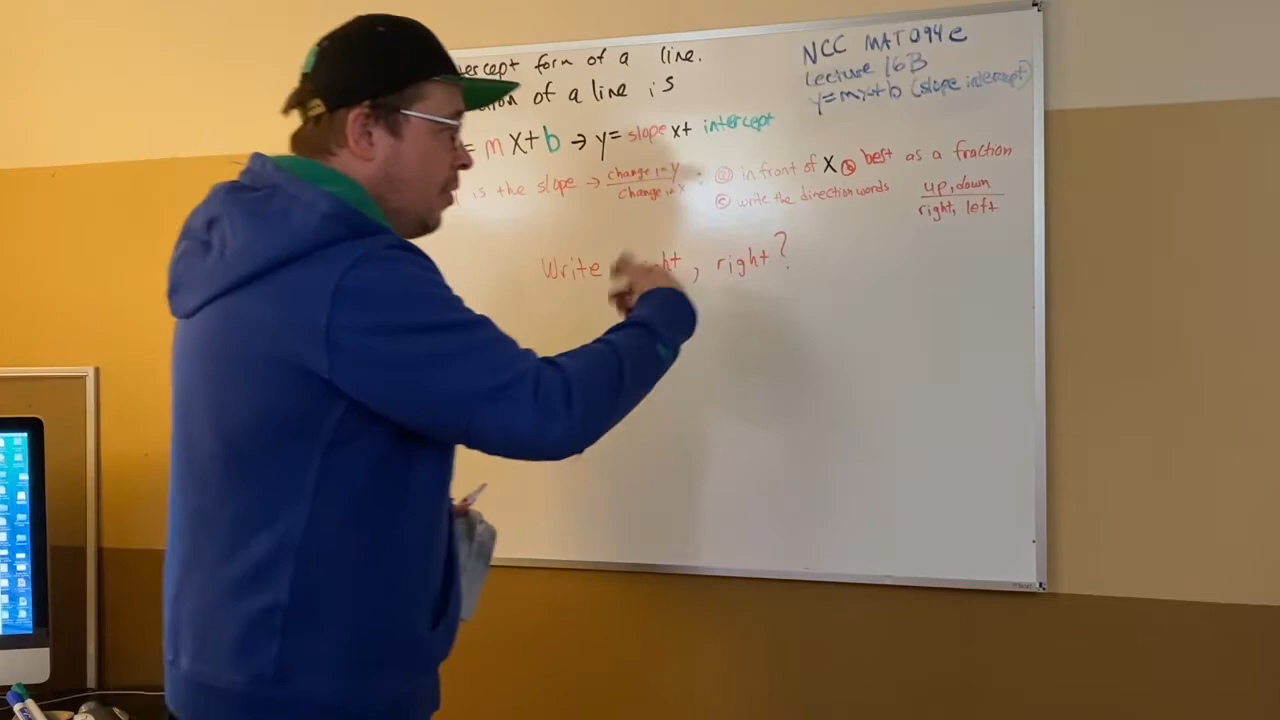 NCC MAT094e
Lecture 16B
y=mx+b (slope intercept)
ercept form of a line.
of a line is
= mx+b → y= slope x+ intercept
is the slope → change in y / change in x : ⓐ in front of x ⓑ best as a fraction
ⓒ write the direction words up, down / right, left
Write , right?